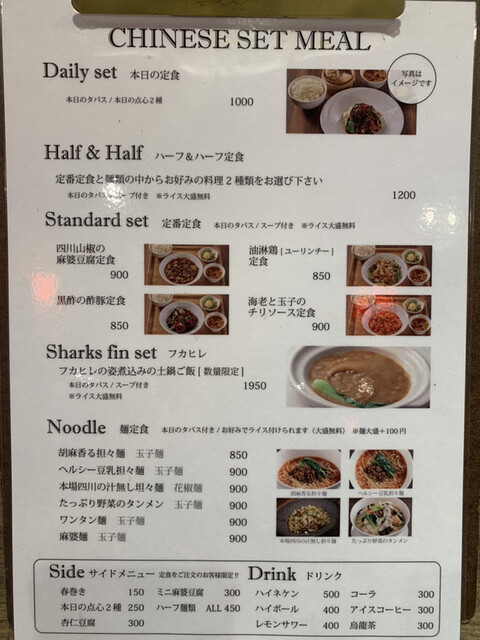 CHINESE SET MEAL
Daily set 本日の定食
写真は
イメージです
本日のタパス / 本日の点心2種 1000
Half & Half ハーフ＆ハーフ定食
定番定食と麺類の中からお好みの料理2種類をお選び下さい
本日のタパス/スープ付き ※ライス大盛無料 1200
Standard set 定番定食 本日のタパス / スープ付き ※ライス大盛無料
四川山椒の
麻婆豆腐定食
900
油淋鶏 [ ユーリンチー ]
定食
850
黒酢の酢豚定食
850
海老と玉子の
チリソース定食
900
Sharks fin set フカヒレ
フカヒレの姿煮込みの土鍋ご飯 [ 数量限定 ]
本日のタパス / スープ付き 1950
※ライス大盛無料
Noodle 麺定食 本日のタパス付き / お好みでライス付けられます（大盛無料） ※麺大盛＋100円
胡麻香る担々麺 玉子麺 850
ヘルシー豆乳担々麺 玉子麺 900
本場四川の汁無し坦々麺 花椒麺 900
たっぷり野菜のタンメン 玉子麺 900
ワンタン麺 玉子麺 900
麻婆麺 玉子麺 900
胡麻香る担々麺 ヘルシー豆乳担々麺
本場四川の汁無し担々麺 たっぷり野菜のタンメン
Side サイドメニュー 定食をご注文のお客様限定!!
春巻き 150 ミニ麻婆豆腐 300
本日の点心2種 250 ハーフ麺類 ALL 450
杏仁豆腐 300
Drink ドリンク
ハイネケン 500 コーラ 300
ハイボール 400 アイスコーヒー 300
レモンサワー 400 烏龍茶 300